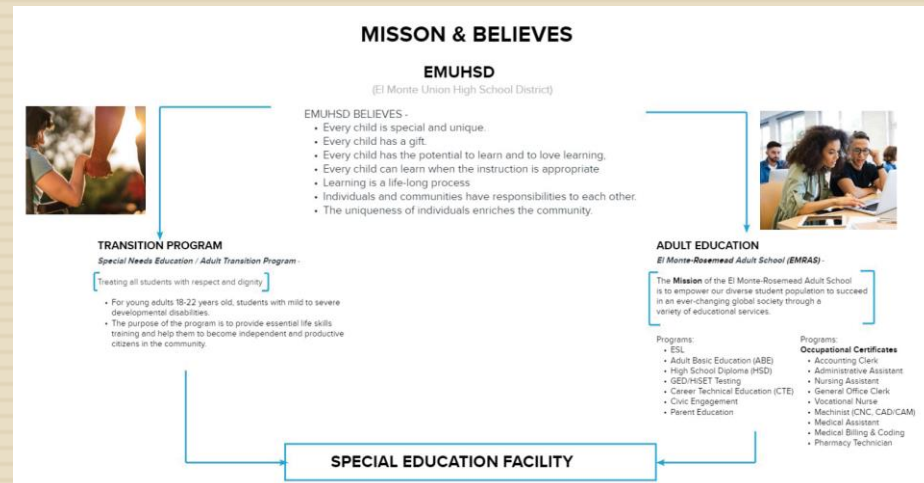 MISSON & BELIEVES
EMUHSD
(El Monte Union High School District)
EMUHSD BELIEVES -
• Every child is special and unique.
• Every child has a gift.
• Every child has the potential to learn and to love learning.
• Every child can learn when the instruction is appropriate
• Learning is a life-long process
• Individuals and communities have responsibilities to each other.
• The uniqueness of individuals enriches the community.
TRANSITION PROGRAM
Special Needs Education / Adult Transition Program -
Treating all students with respect and dignity
• For young adults 18-22 years old, students with mild to severe
developmental disabilities.
• The purpose of the program is to provide essential life skills
training and help them to become independent and productive
citizens in the community.
ADULT EDUCATION
El Monte-Rosemead Adult School (EMRAS) -
The Mission of the El Monte-Rosemead Adult School
is to empower our diverse student population to succeed
in an ever-changing global society through a
variety of educational services.
Programs:
• ESL
• Adult Basic Education (ABE)
• High School Diploma (HSD)
• GED/HiSET Testing
• Career Technical Education (CTE)
• Civic Engagement
• Parent Education
Programs:
Occupational Certificates
• Accounting Clerk
• Administrative Assistant
• Nursing Assistant
• General Office Clerk
• Vocational Nurse
• Machinist (CNC, CAD/CAM)
• Medical Assistant
• Medical Billing & Coding
• Pharmacy Technician
SPECIAL EDUCATION FACILITY